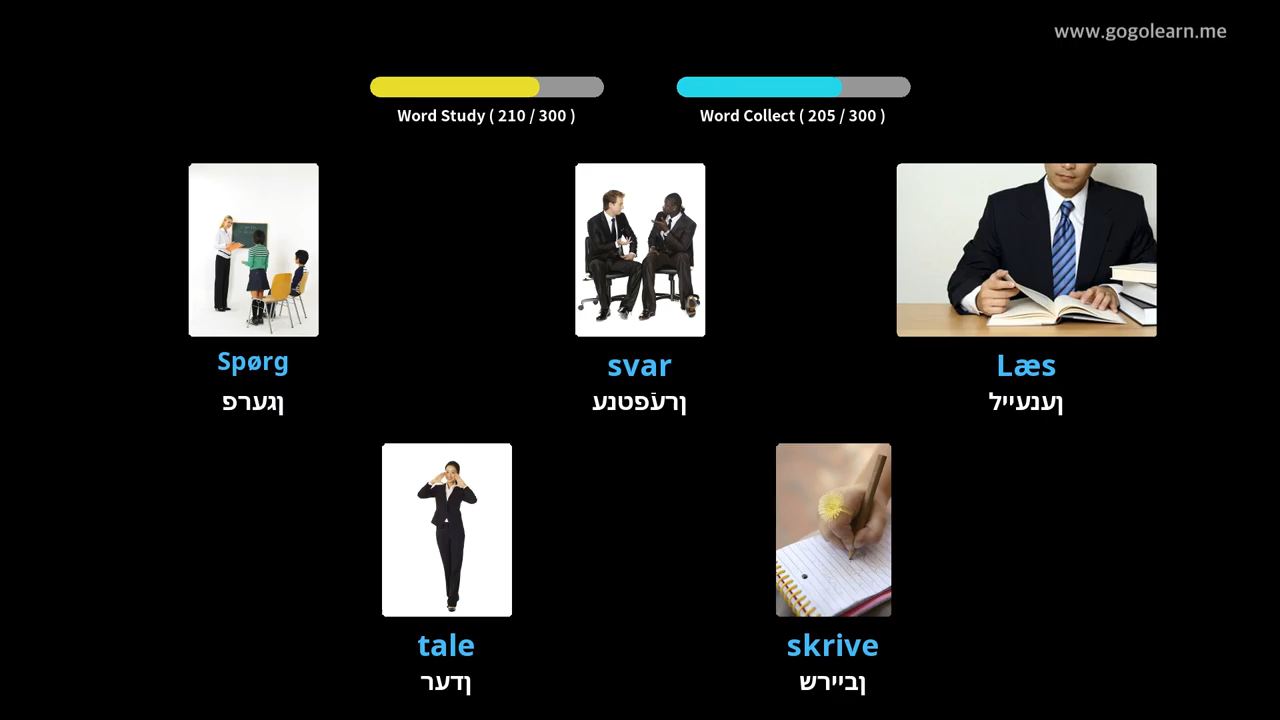 www.gogolearn.me
Word Study ( 210 / 300 )
Word Collect ( 205 / 300 )
Spørg
פרעגן
svar
ענטפֿערן
Læs
לייענען
tale
רעדן
skrive
שרייבן